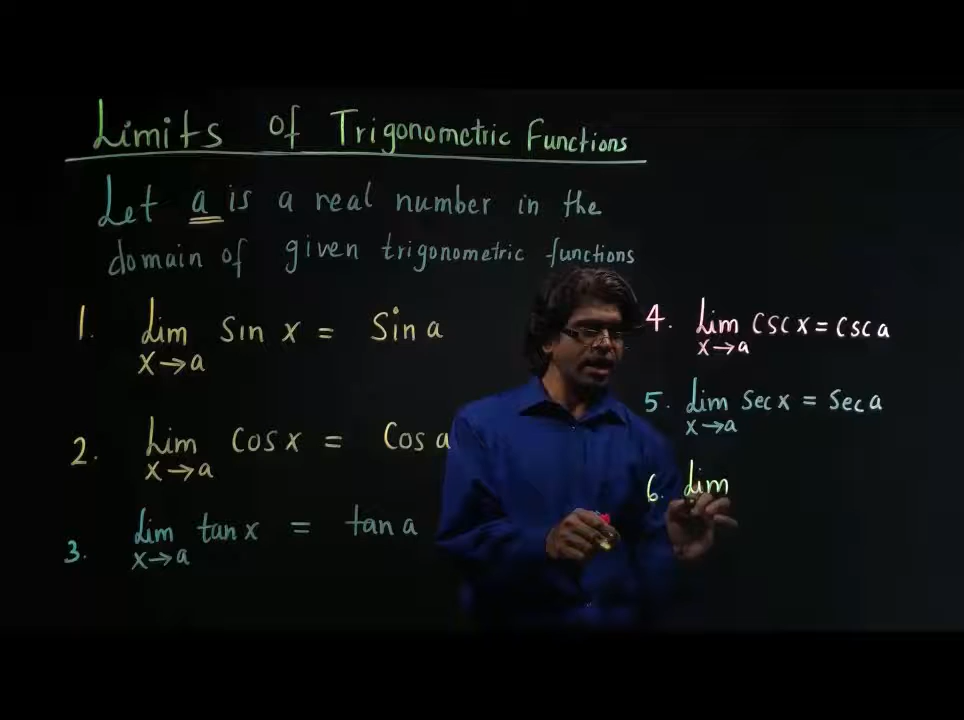 Limits of Trigonometric Functions
Let a is a real number in the
domain of given trigonometric functions
1. Lim Sin x = Sin a
x→a
2. Lim Cos x = Cos a
x→a
3. lim tan x = tan a
x→a
4. Lim Csc x = Csc a
x→a
5. lim Sec x = Sec a
x→a
6. lim